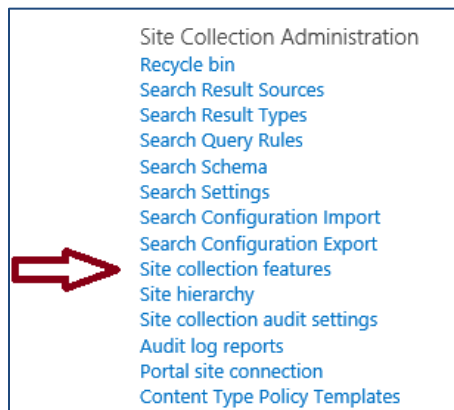 Site Collection Administration
Recycle bin
Search Result Sources
Search Result Types
Search Query Rules
Search Schema
Search Settings
Search Configuration Import
Search Configuration Export
Site collection features
Site hierarchy
Site collection audit settings
Audit log reports
Portal site connection
Content Type Policy Templates